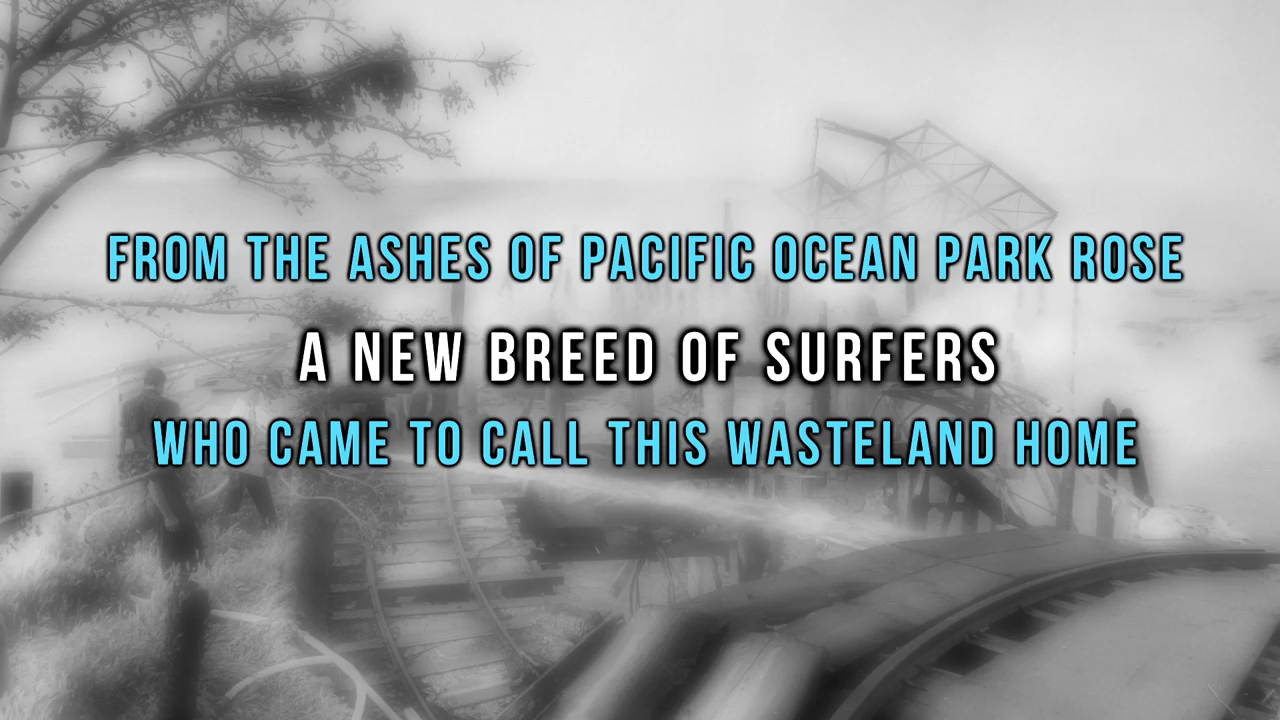 FROM THE ASHES OF PACIFIC OCEAN PARK ROSE
A NEW BREED OF SURFERS
WHO CAME TO CALL THIS WASTELAND HOME